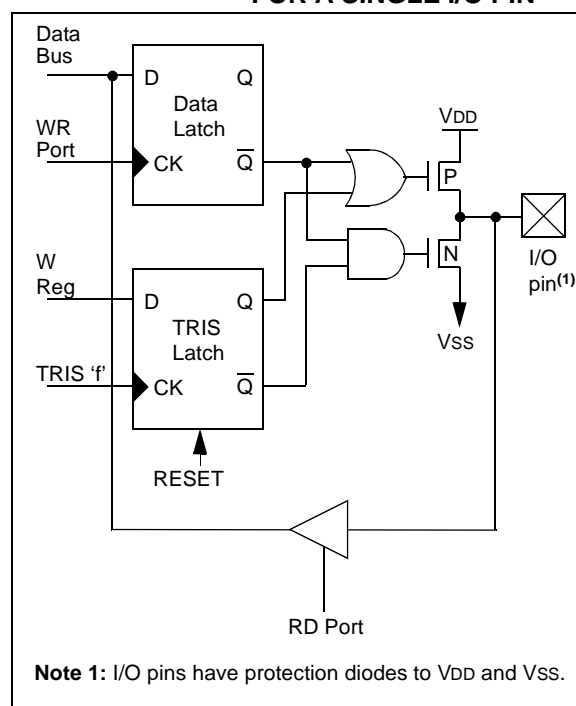 FOR A SINGLE I/O PIN
Data
Bus
D
Q
Data
Latch
WR
Port
CK
Q
VDD
P
N
I/O
pin(1)
VSS
W
Reg
D
Q
TRIS
Latch
TRIS ‘f’
CK
Q
RESET
RD Port
Note 1: I/O pins have protection diodes to VDD and VSS.